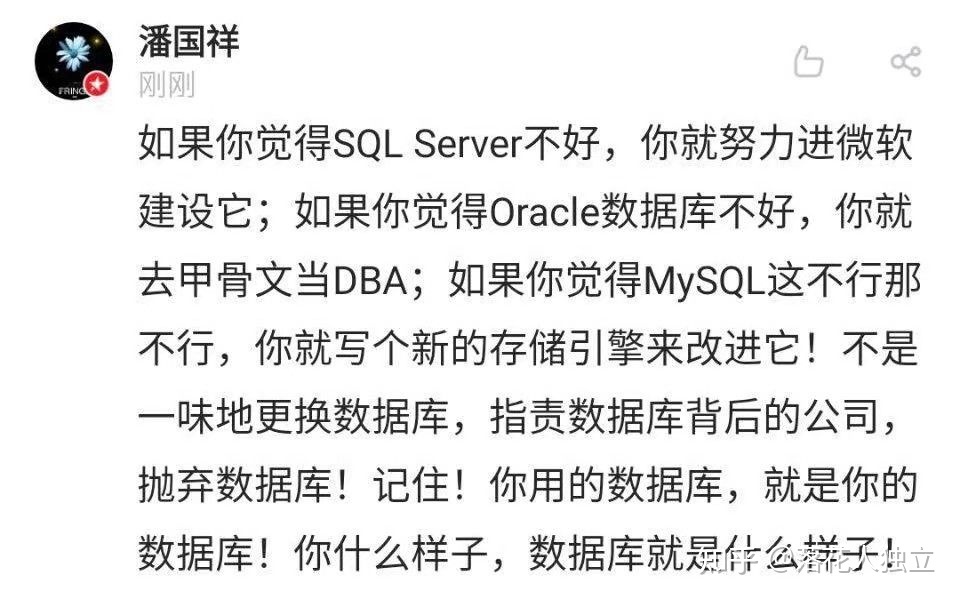 潘国祥
刚刚
FRING
如果你觉得SQL Server不好，你就努力进微软
建设它；如果你觉得Oracle数据库不好，你就
去甲骨文当DBA；如果你觉得MySQL这不行那
不行，你就写个新的存储引擎来改进它！不是
一味地更换数据库，指责数据库背后的公司，
抛弃数据库！记住！你用的数据库，就是你的
数据库！你什么样子，数据库就是什么样子！
知乎 @落花人独立